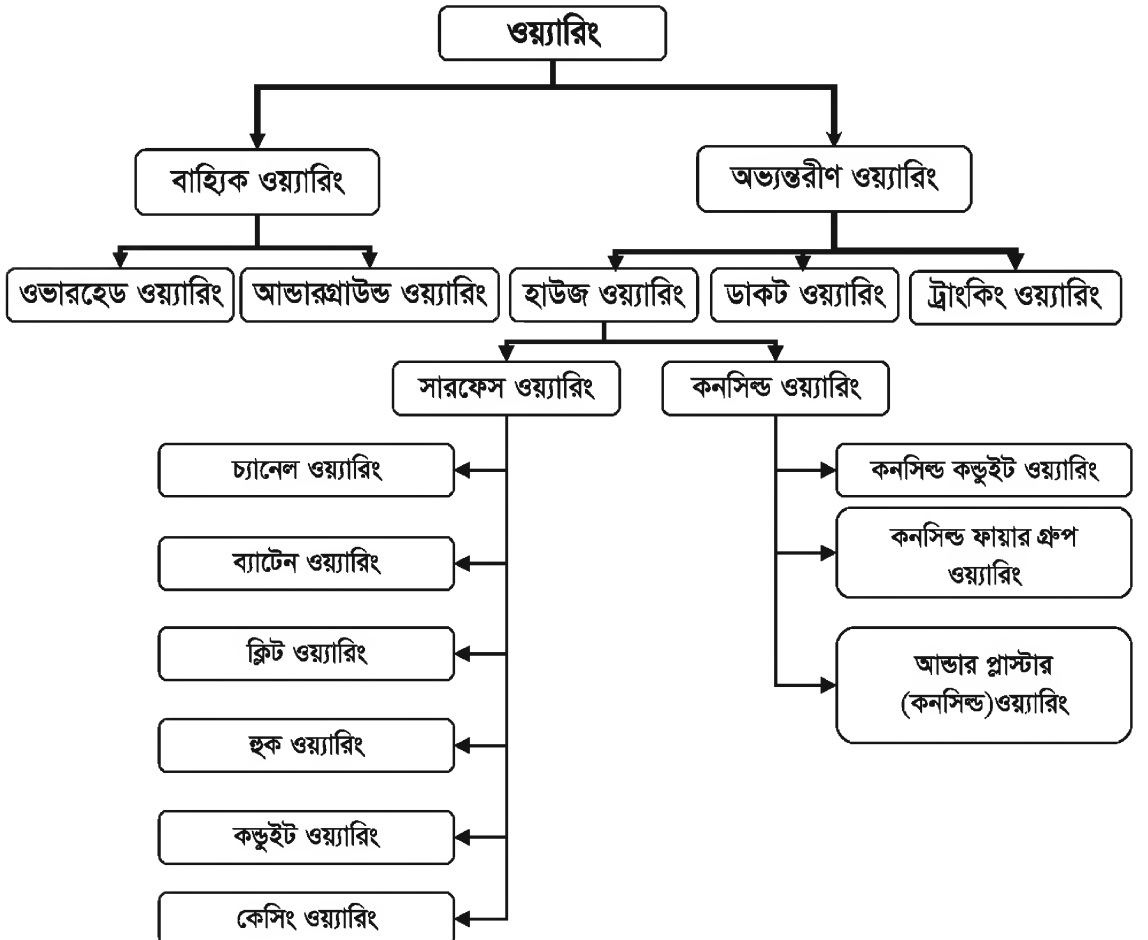 ওয়্যারিং
বাহ্যিক ওয়্যারিং
অভ্যন্তরীণ ওয়্যারিং
ওভারহেড ওয়্যারিং
আন্ডারগ্রাউন্ড ওয়্যারিং
হাউজ ওয়্যারিং
ডাকট ওয়্যারিং
ট্রাংকিং ওয়্যারিং
সারফেস ওয়্যারিং
কনসিল্ড ওয়্যারিং
চ্যানেল ওয়্যারিং
ব্যাটেন ওয়্যারিং
ক্লিট ওয়্যারিং
হুক ওয়্যারিং
কন্ডুইট ওয়্যারিং
কেসিং ওয়্যারিং
কনসিল্ড কন্ডুইট ওয়্যারিং
কনসিল্ড ফায়ার গ্রুপ
ওয়্যারিং
আন্ডার প্লাস্টার
(কনসিল্ড)ওয়্যারিং